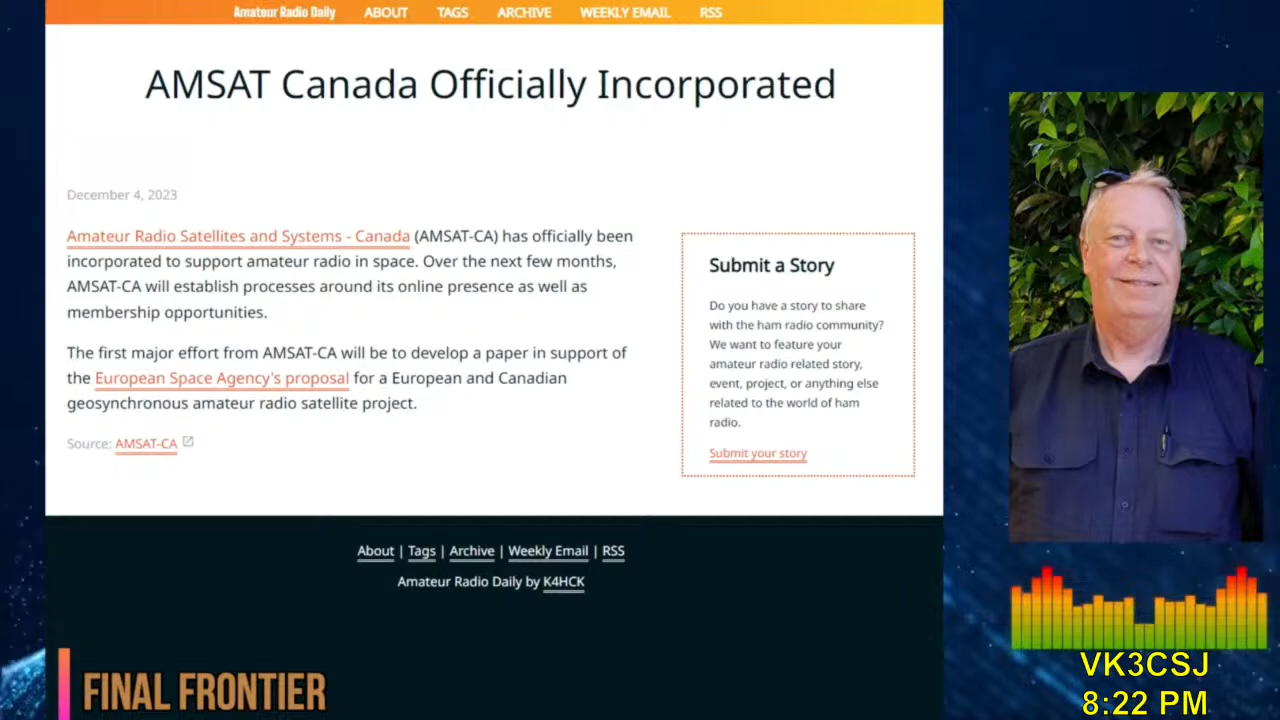 Amateur Radio Daily ABOUT TAGS ARCHIVE WEEKLY EMAIL RSS
AMSAT Canada Officially Incorporated
December 4, 2023
Amateur Radio Satellites and Systems - Canada (AMSAT-CA) has officially been
incorporated to support amateur radio in space. Over the next few months,
AMSAT-CA will establish processes around its online presence as well as
membership opportunities.
The first major effort from AMSAT-CA will be to develop a paper in support of
the European Space Agency's proposal for a European and Canadian
geosynchronous amateur radio satellite project.
Source: AMSAT-CA
Submit a Story
Do you have a story to share
with the ham radio community?
We want to feature your
amateur radio related story,
event, project, or anything else
related to the world of ham
radio.
Submit your story
About | Tags | Archive | Weekly Email | RSS
Amateur Radio Daily by K4HCK
FINAL FRONTIER
VK3CSJ
8:22 PM